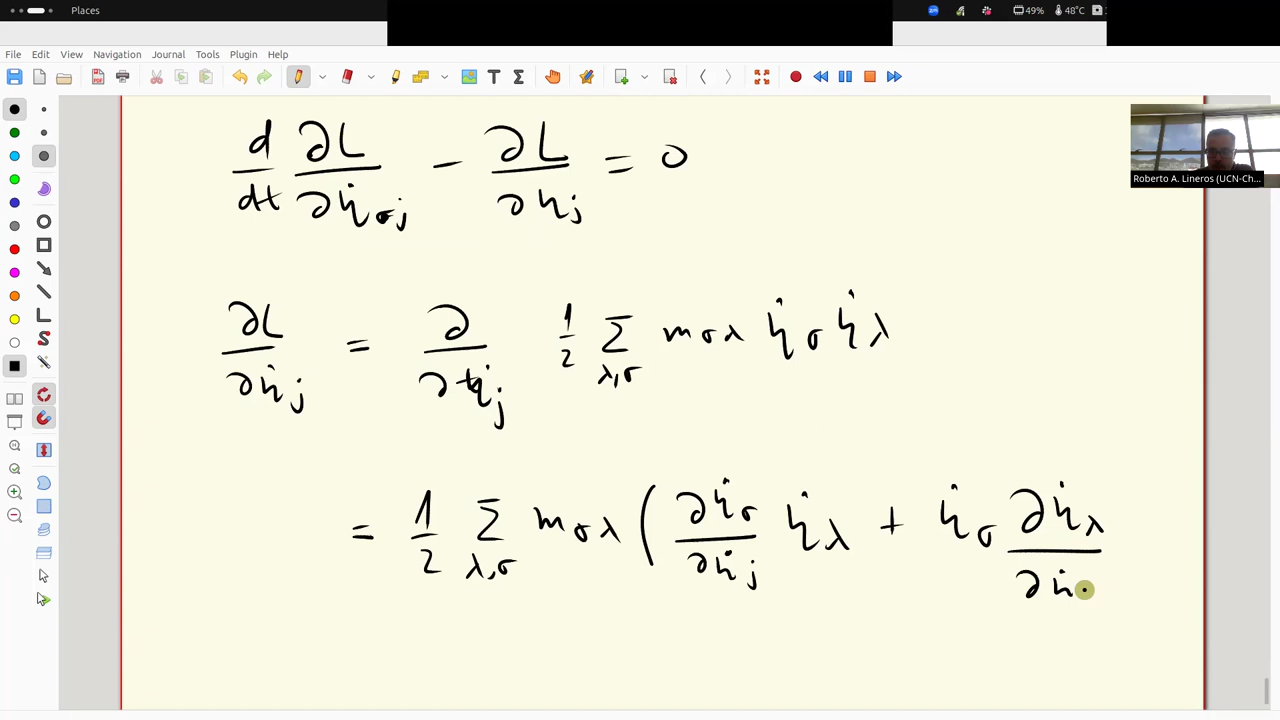 Places
49% 48°C
File Edit View Navigation Journal Tools Plugin Help
d/dt ∂L/∂η̇σj − ∂L/∂ηj = 0
Roberto A. Lineros (UCN-Ch...
∂L/∂η̇j = ∂/∂η̇j 1/2 Σλ,σ mσλ η̇σ η̇λ
= 1/2 Σλ,σ mσλ ( ∂η̇σ/∂η̇j η̇λ + η̇σ ∂η̇λ/∂η̇